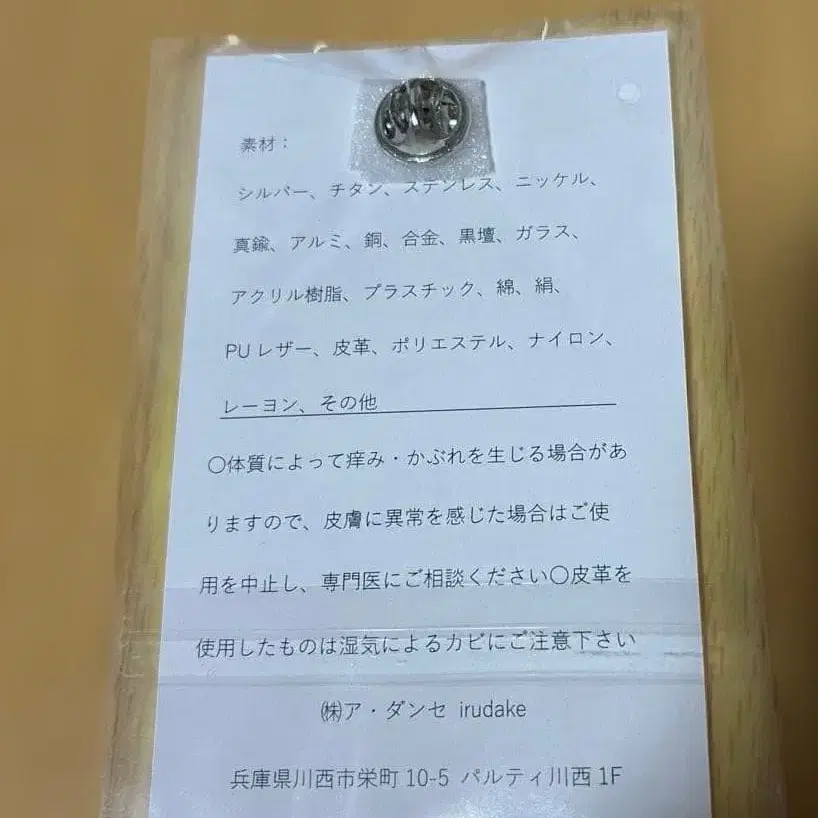 素材：
シルバー、チタン、ステンレス、ニッケル、
真鍮、アルミ、銅、合金、黒壇、ガラス、
アクリル樹脂、プラスチック、綿、絹、
PUレザー、皮革、ポリエステル、ナイロン、
レーヨン、その他
〇体質によって痒み・かぶれを生じる場合があ
りますので、皮膚に異常を感じた場合はご使
用を中止し、専門医にご相談ください〇皮革を
使用したものは湿気によるカビにご注意下さい
㈱ア・ダンセ irudake
兵庫県川西市栄町10-5 パルティ川西1F